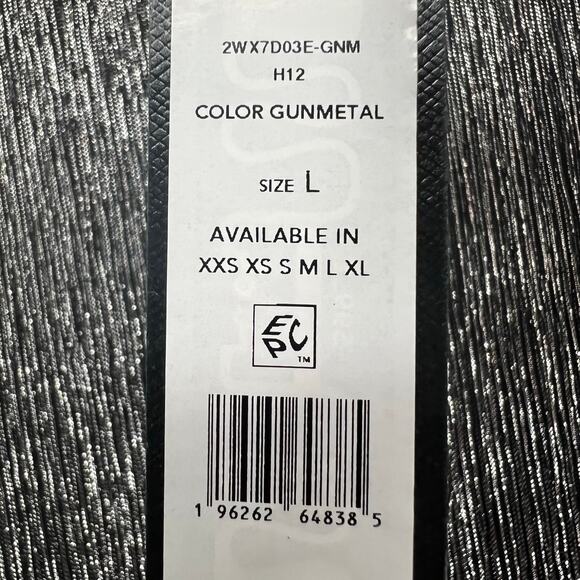 2WX7D03E-GNM
H12
COLOR GUNMETAL
SIZE L
AVAILABLE IN
XXS XS S M L XL
EPC
TM
1 96262 64838 5